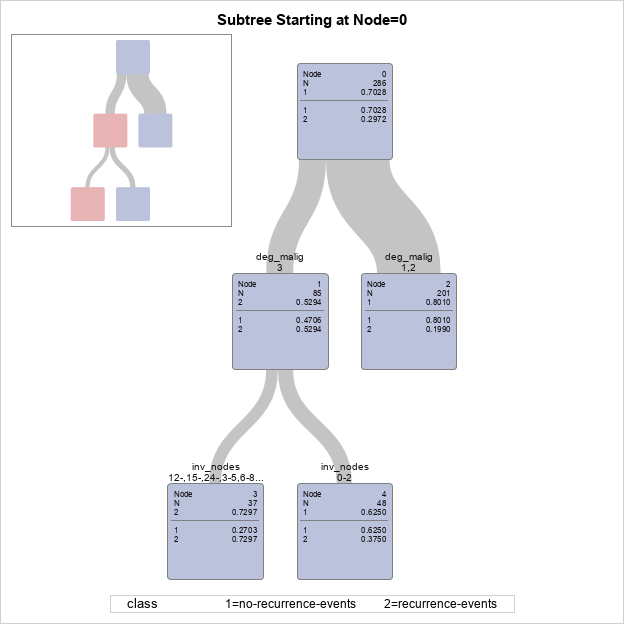 Subtree Starting at Node=0
Node 0
N 286
1 0.7028
1 0.7028
2 0.2972
deg_malig
3
deg_malig
1,2
Node 1
N 85
2 0.5294
1 0.4706
2 0.5294
Node 2
N 201
1 0.8010
1 0.8010
2 0.1990
inv_nodes
12-,15-,24-,3-5,6-8...
inv_nodes
0-2
Node 3
N 37
2 0.7297
1 0.2703
2 0.7297
Node 4
N 48
1 0.6250
1 0.6250
2 0.3750
class 1=no-recurrence-events 2=recurrence-events